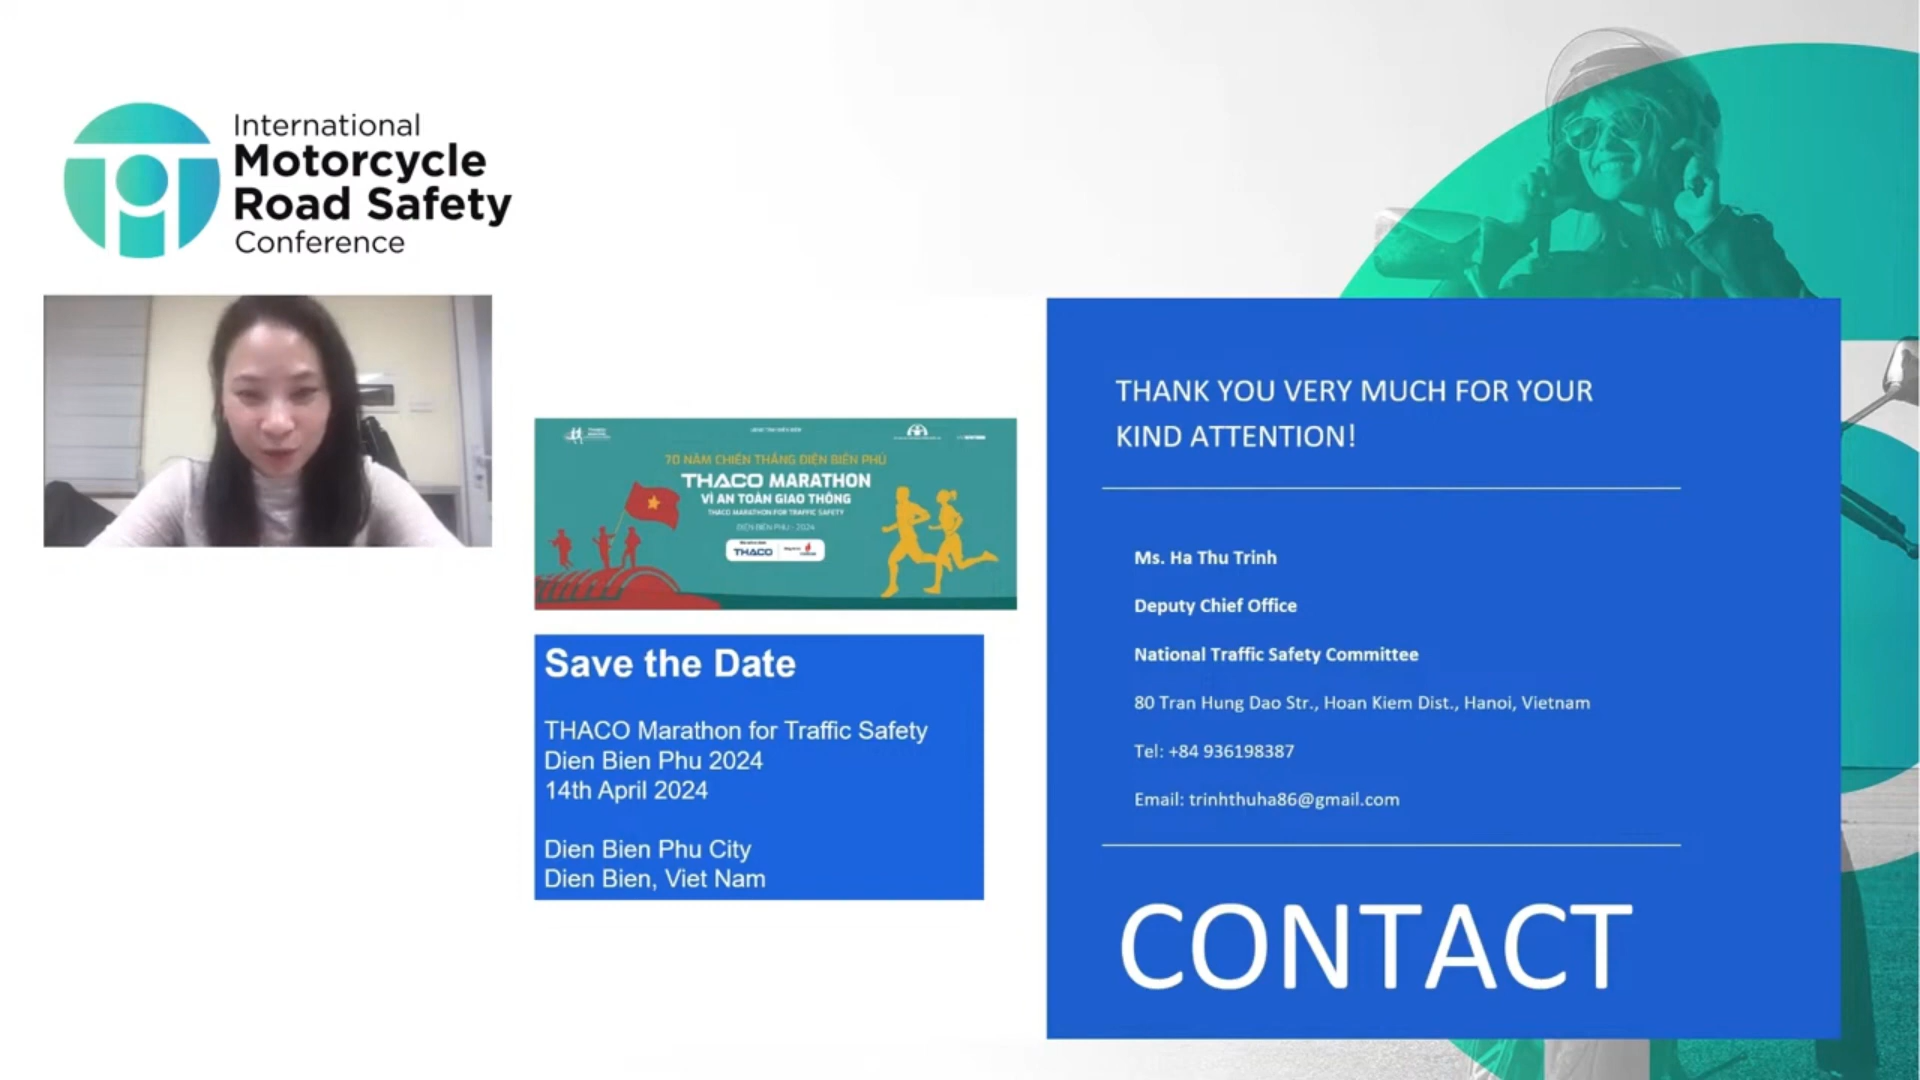 International
Motorcycle
Road Safety
Conference
70 NĂM CHIẾN THẮNG ĐIỆN BIÊN PHỦ
THACO MARATHON
VÌ AN TOÀN GIAO THÔNG
THACO MARATHON FOR TRAFFIC SAFETY
ĐIỆN BIÊN PHỦ - 2024
THACO
Save the Date
THACO Marathon for Traffic Safety
Dien Bien Phu 2024
14th April 2024
Dien Bien Phu City
Dien Bien, Viet Nam
THANK YOU VERY MUCH FOR YOUR
KIND ATTENTION!
Ms. Ha Thu Trinh
Deputy Chief Office
National Traffic Safety Committee
80 Tran Hung Dao Str., Hoan Kiem Dist., Hanoi, Vietnam
Tel: +84 936198387
Email: trinhthuha86@gmail.com
CONTACT